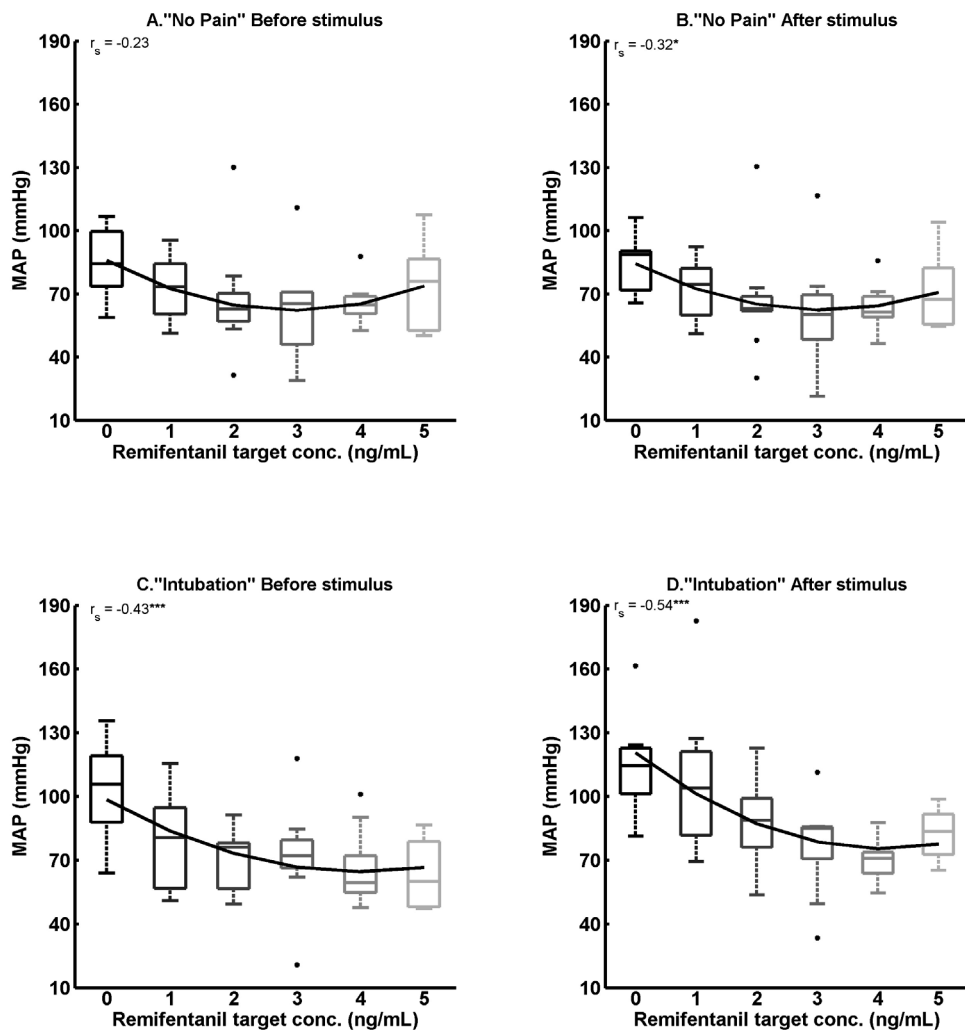 A."No Pain" Before stimulus
r_s = -0.23
190
160
130
100
70
40
10
MAP (mmHg)
0 1 2 3 4 5
Remifentanil target conc. (ng/mL)
B."No Pain" After stimulus
r_s = -0.32*
190
160
130
100
70
40
10
MAP (mmHg)
0 1 2 3 4 5
Remifentanil target conc. (ng/mL)
C."Intubation" Before stimulus
r_s = -0.43***
190
160
130
100
70
40
10
MAP (mmHg)
0 1 2 3 4 5
Remifentanil target conc. (ng/mL)
D."Intubation" After stimulus
r_s = -0.54***
190
160
130
100
70
40
10
MAP (mmHg)
0 1 2 3 4 5
Remifentanil target conc. (ng/mL)